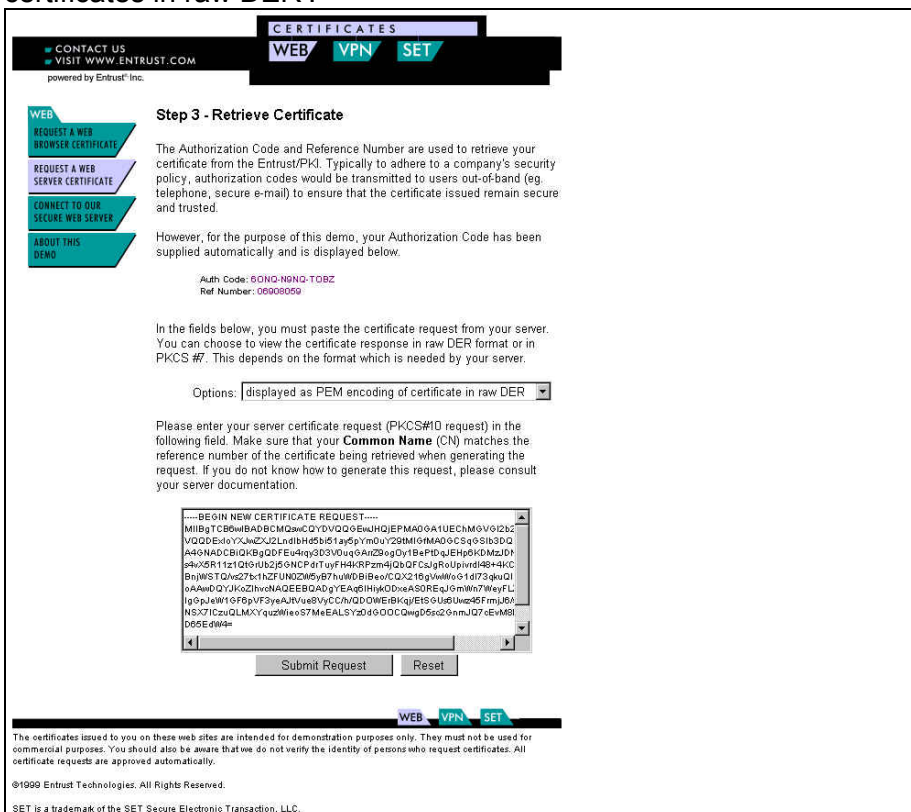 certificates in raw DER?
CERTIFICATES
CONTACT US
VISIT WWW.ENTRUST.COM
WEB VPN SET
powered by Entrust® Inc.
WEB
REQUEST A WEB
BROWSER CERTIFICATE
REQUEST A WEB
SERVER CERTIFICATE
CONNECT TO OUR
SECURE WEB SERVER
ABOUT THIS
DEMO
Step 3 - Retrieve Certificate
The Authorization Code and Reference Number are used to retrieve your
certificate from the Entrust/PKI. Typically to adhere to a company's security
policy, authorization codes would be transmitted to users out-of-band (eg.
telephone, secure e-mail) to ensure that the certificate issued remain secure
and trusted.
However, for the purpose of this demo, your Authorization Code has been
supplied automatically and is displayed below.
Auth Code: 6ONQ-N9NQ-TOBZ
Ref Number: 06908059
In the fields below, you must paste the certificate request from your server.
You can choose to view the certificate response in raw DER format or in
PKCS #7. This depends on the format which is needed by your server.
Options: displayed as PEM encoding of certificate in raw DER
Please enter your server certificate request (PKCS#10 request) in the
following field. Make sure that your Common Name (CN) matches the
reference number of the certificate being retrieved when generating the
request. If you do not know how to generate this request, please consult
your server documentation.
-----BEGIN NEW CERTIFICATE REQUEST-----
D65EdW4=
Submit Request Reset
WEB VPN SET
The certificates issued to you on these web sites are intended for demonstration purposes only. They must not be used for
commercial purposes. You should also be aware that we do not verify the identity of persons who request certificates. All
certificate requests are approved automatically.
©1999 Entrust Technologies. All Rights Reserved.
SET is a trademark of the SET Secure Electronic Transaction, LLC.